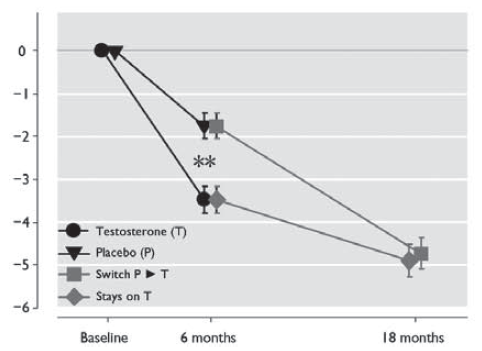 0
−1
−2
**
−3
−4
Testosterone (T)
Placebo (P)
−5
Switch P ► T
Stays on T
−6
Baseline 6 months 18 months